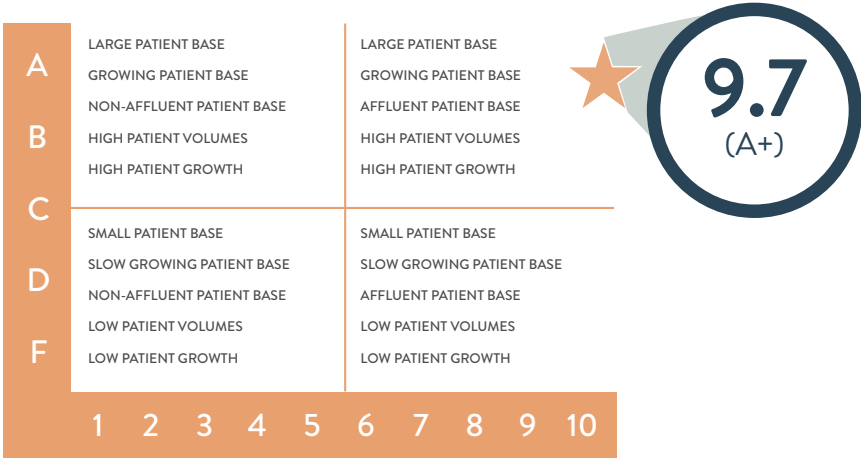 A
B
C
D
F
LARGE PATIENT BASE
GROWING PATIENT BASE
NON-AFFLUENT PATIENT BASE
HIGH PATIENT VOLUMES
HIGH PATIENT GROWTH
LARGE PATIENT BASE
GROWING PATIENT BASE
AFFLUENT PATIENT BASE
HIGH PATIENT VOLUMES
HIGH PATIENT GROWTH
9.7
(A+)
SMALL PATIENT BASE
SLOW GROWING PATIENT BASE
NON-AFFLUENT PATIENT BASE
LOW PATIENT VOLUMES
LOW PATIENT GROWTH
SMALL PATIENT BASE
SLOW GROWING PATIENT BASE
AFFLUENT PATIENT BASE
LOW PATIENT VOLUMES
LOW PATIENT GROWTH
1 2 3 4 5 6 7 8 9 10